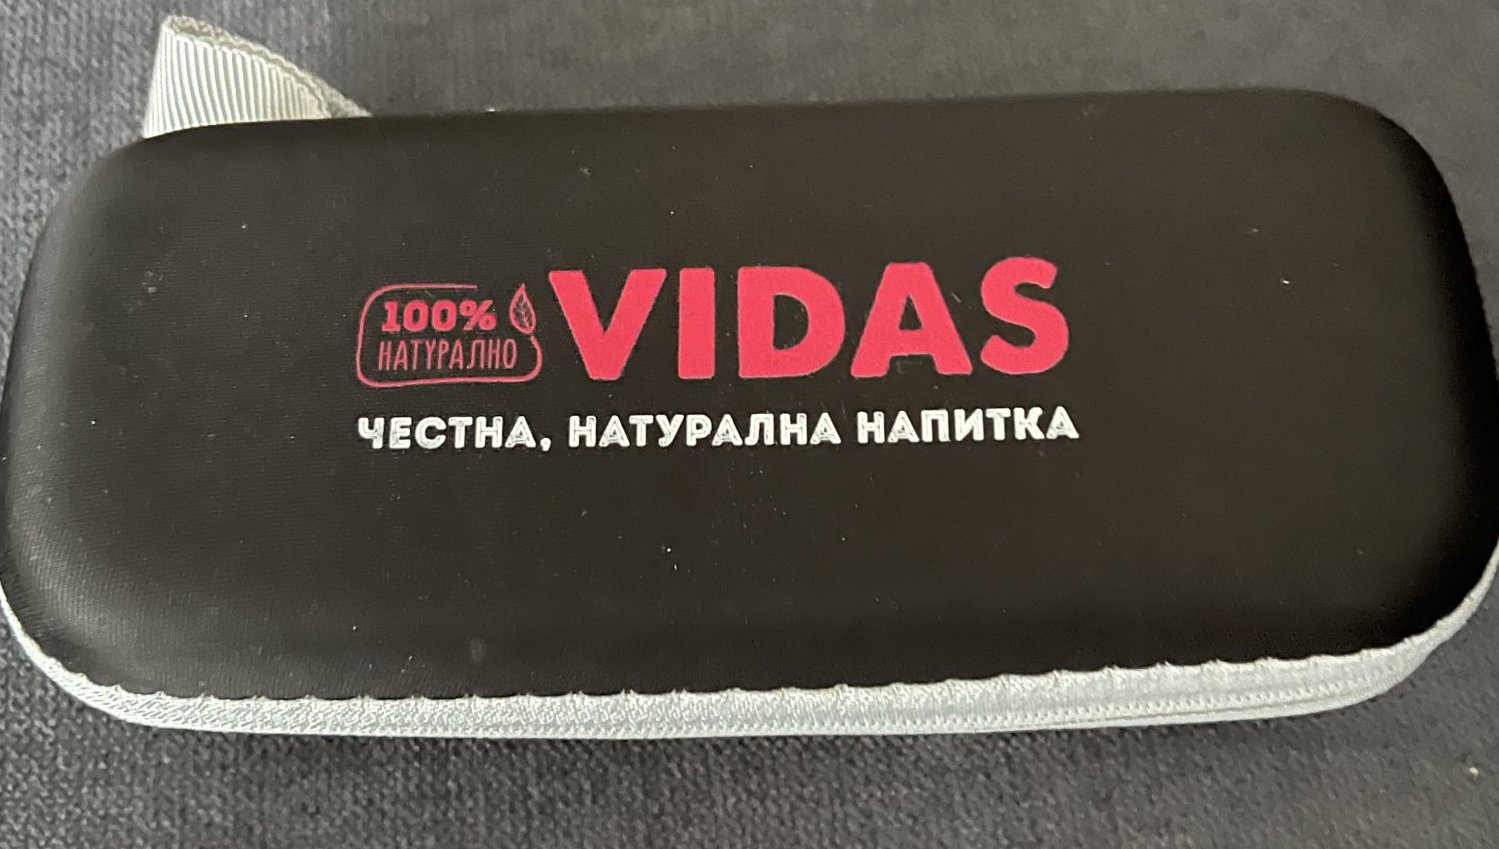 100%
НАТУРАЛНО
VIDAS
ЧЕСТНА, НАТУРАЛНА НАПИТКА